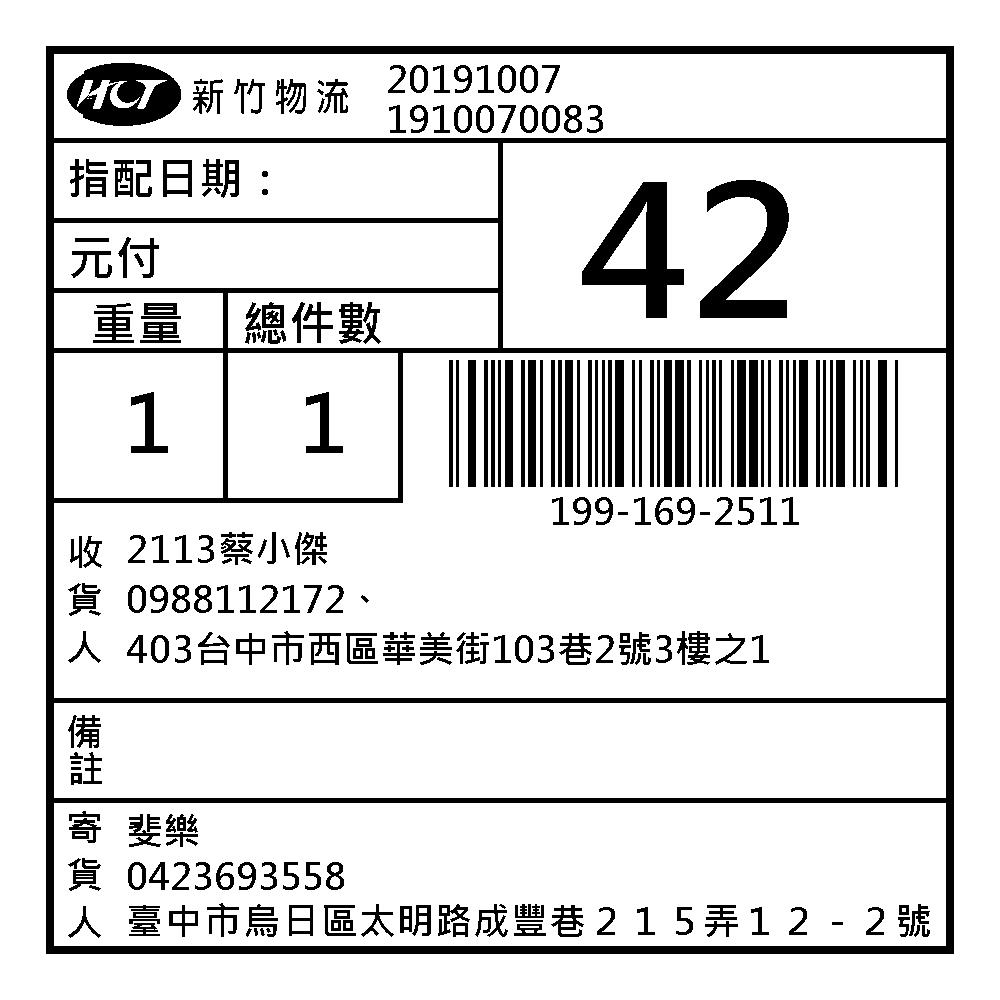 HCT 新竹物流 20191007
1910070083
指配日期：
42
元付
重量 總件數
1 1
199-169-2511
收貨人
2113蔡小傑
0988112172、
403台中市西區華美街103巷2號3樓之1
備註
寄貨人
斐樂
0423693558
臺中市烏日區太明路成豐巷２１５弄１２－２號